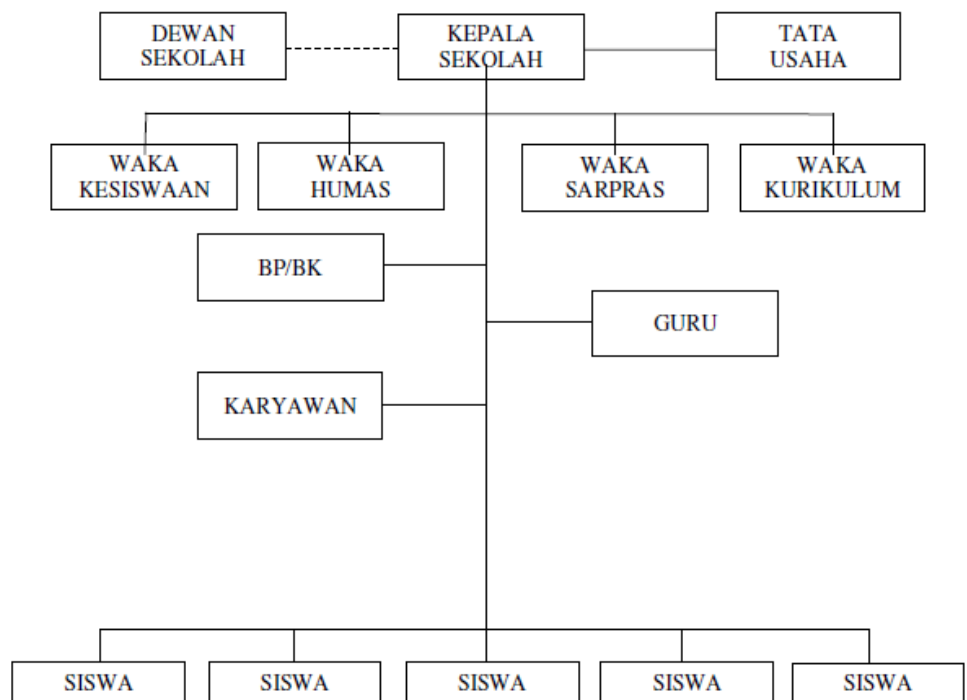 DEWAN
SEKOLAH
KEPALA
SEKOLAH
TATA
USAHA
WAKA
KESISWAAN
WAKA
HUMAS
WAKA
SARPRAS
WAKA
KURIKULUM
BP/BK
GURU
KARYAWAN
SISWA
SISWA
SISWA
SISWA
SISWA